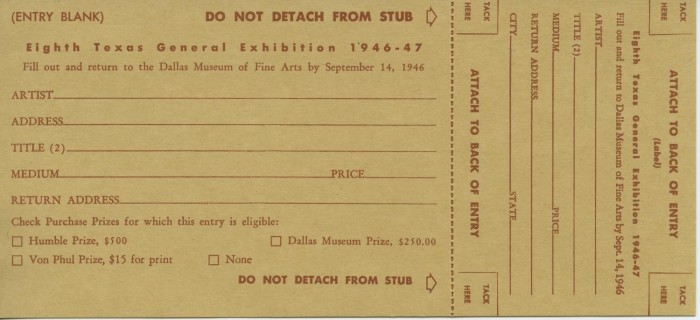 (ENTRY BLANK) DO NOT DETACH FROM STUB
Eighth Texas General Exhibition 1946-47
Fill out and return to the Dallas Museum of Fine Arts by September 14, 1946
ARTIST
ADDRESS
TITLE (2)
MEDIUM PRICE
RETURN ADDRESS
Check Purchase Prizes for which this entry is eligible:
Humble Prize, $500 Dallas Museum Prize, $250.00
Von Phul Prize, $15 for print None
DO NOT DETACH FROM STUB
TACK HERE
TACK HERE
ATTACH TO BACK OF ENTRY
(Label)
Eighth Texas General Exhibition 1946-47
Fill out and return to Dallas Museum of Fine Arts by Sept. 14, 1946
ARTIST
TITLE (2)
MEDIUM PRICE
RETURN ADDRESS
CITY STATE
ATTACH TO BACK OF ENTRY
TACK HERE
TACK HERE